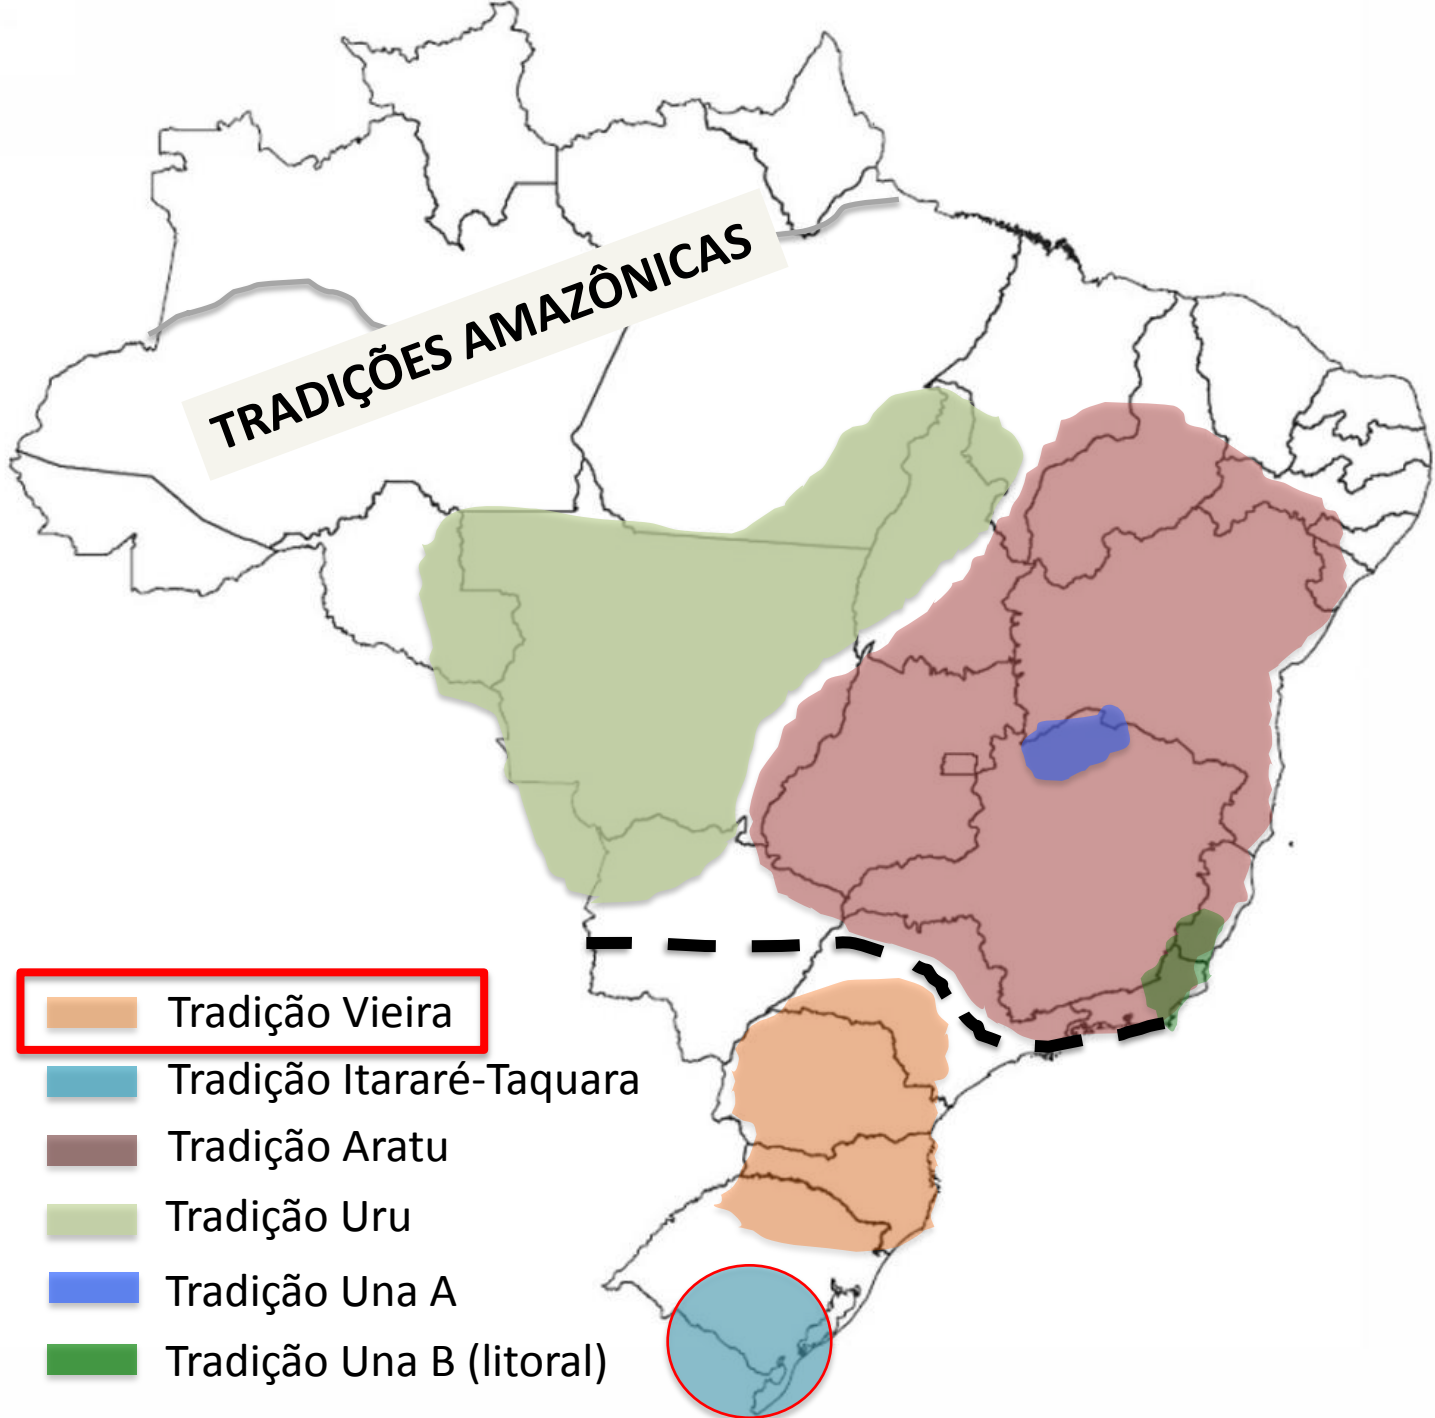 TRADIÇÕES AMAZÔNICAS
Tradição Vieira
Tradição Itararé-Taquara
Tradição Aratu
Tradição Uru
Tradição Una A
Tradição Una B (litoral)